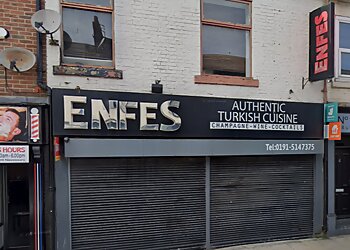 ENFES
AUTHENTIC
TURKISH CUISINE
CHAMPAGNE-WINE-COCKTAILS
Tel:0191-5147375
ENFES
HOURS